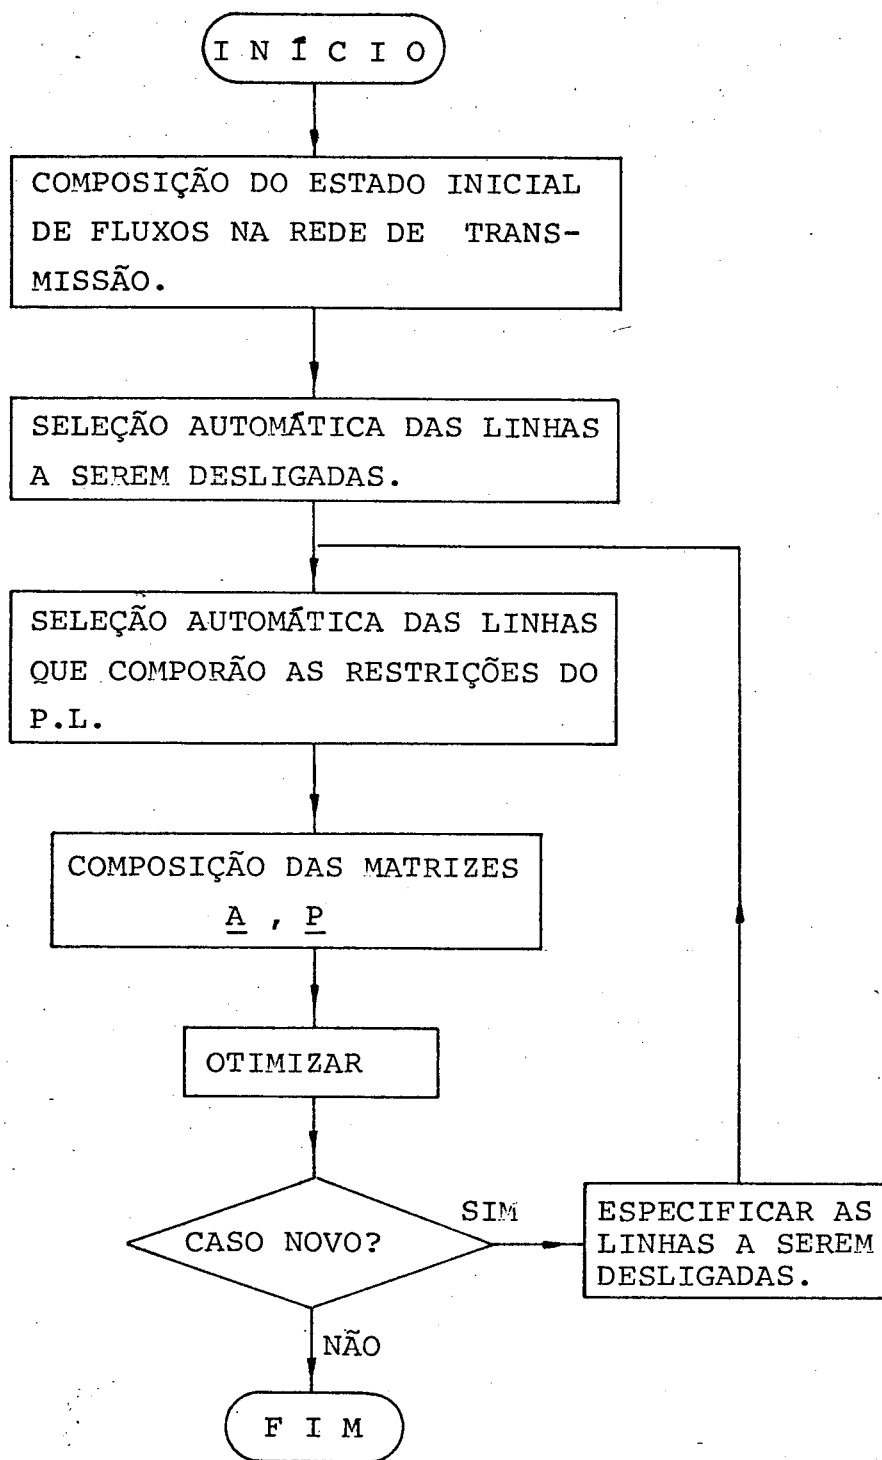 INÍCIO
COMPOSIÇÃO DO ESTADO INICIAL
DE FLUXOS NA REDE DE TRANS-
MISSÃO.
SELEÇÃO AUTOMÁTICA DAS LINHAS
A SEREM DESLIGADAS.
SELEÇÃO AUTOMÁTICA DAS LINHAS
QUE COMPORÃO AS RESTRIÇÕES DO
P.L.
COMPOSIÇÃO DAS MATRIZES
A , P
OTIMIZAR
CASO NOVO?
SIM
ESPECIFICAR AS
LINHAS A SEREM
DESLIGADAS.
NÃO
FIM